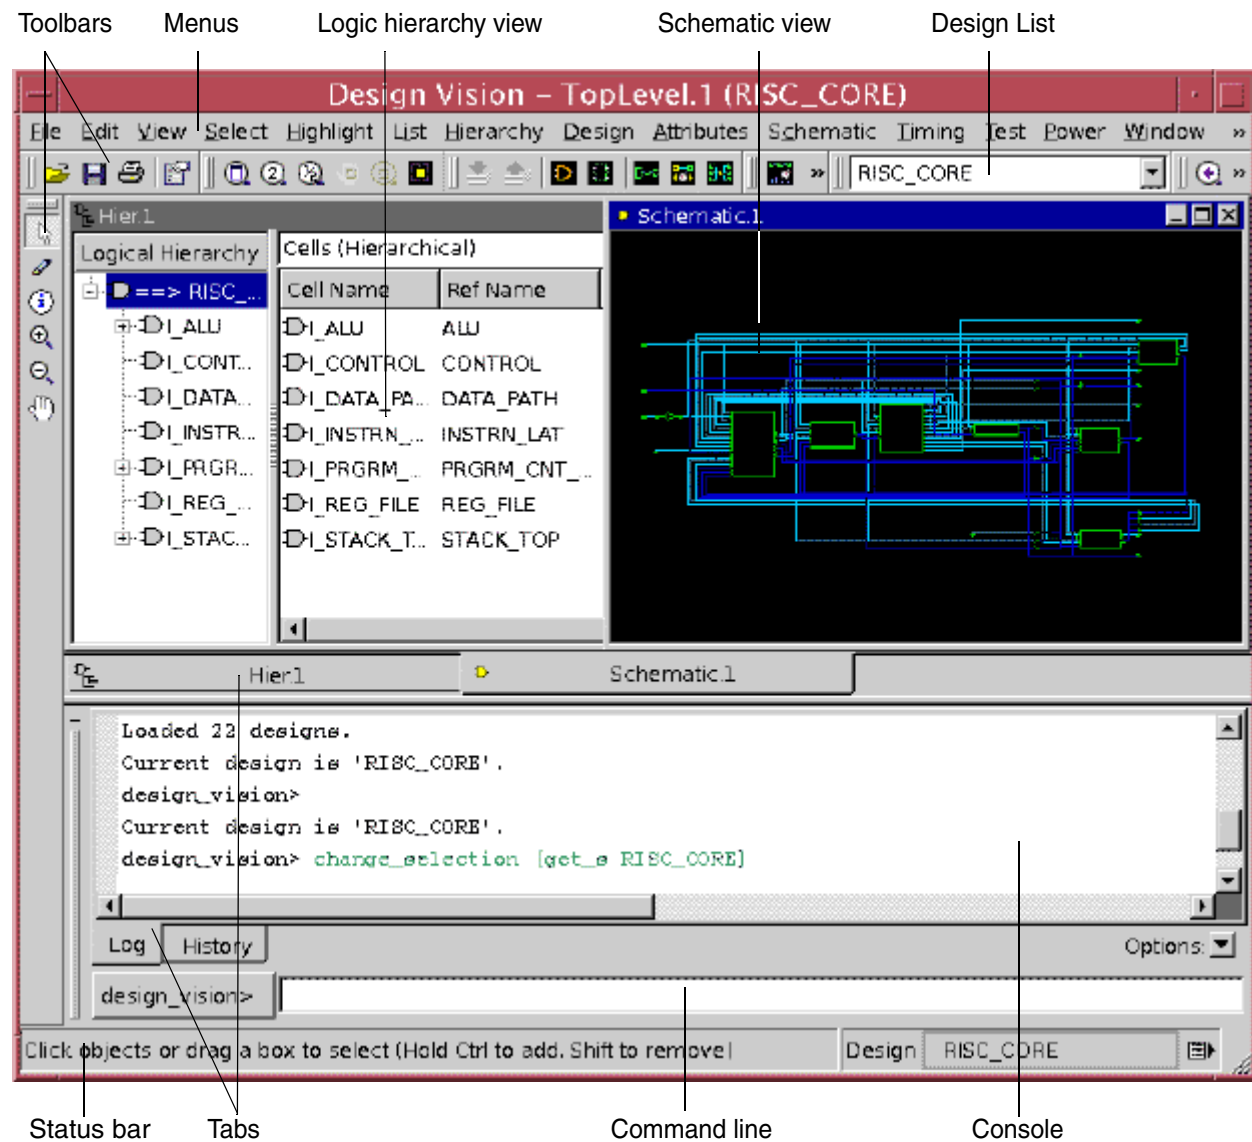 Toolbars Menus Logic hierarchy view Schematic view Design List
Design Vision – TopLevel.1 (RISC_CORE)
File Edit View Select Highlight List Hierarchy Design Attributes Schematic Timing Test Power Window »
» RISC_CORE »
Hier.1
Schematic.1
Logical Hierarchy
Cells (Hierarchical)
==> RISC_...
Cell Name Ref Name
I_ALU
I_ALU ALU
I_CONT...
I_CONTROL CONTROL
I_DATA...
I_DATA_PA... DATA_PATH
I_INSTR...
I_INSTRN_... INSTRN_LAT
I_PRGR...
I_PRGRM_... PRGRM_CNT_...
I_REG_...
I_REG_FILE REG_FILE
I_STAC...
I_STACK_T... STACK_TOP
Hier.1 Schematic.1
Loaded 22 designs.
Current design is 'RISC_CORE'.
design_vision>
Current design is 'RISC_CORE'.
design_vision> change_selection [get_s RISC_CORE]
Log History Options:
design_vision>
Click objects or drag a box to select (Hold Ctrl to add. Shift to remove) Design RISC_CORE
Status bar Tabs Command line Console